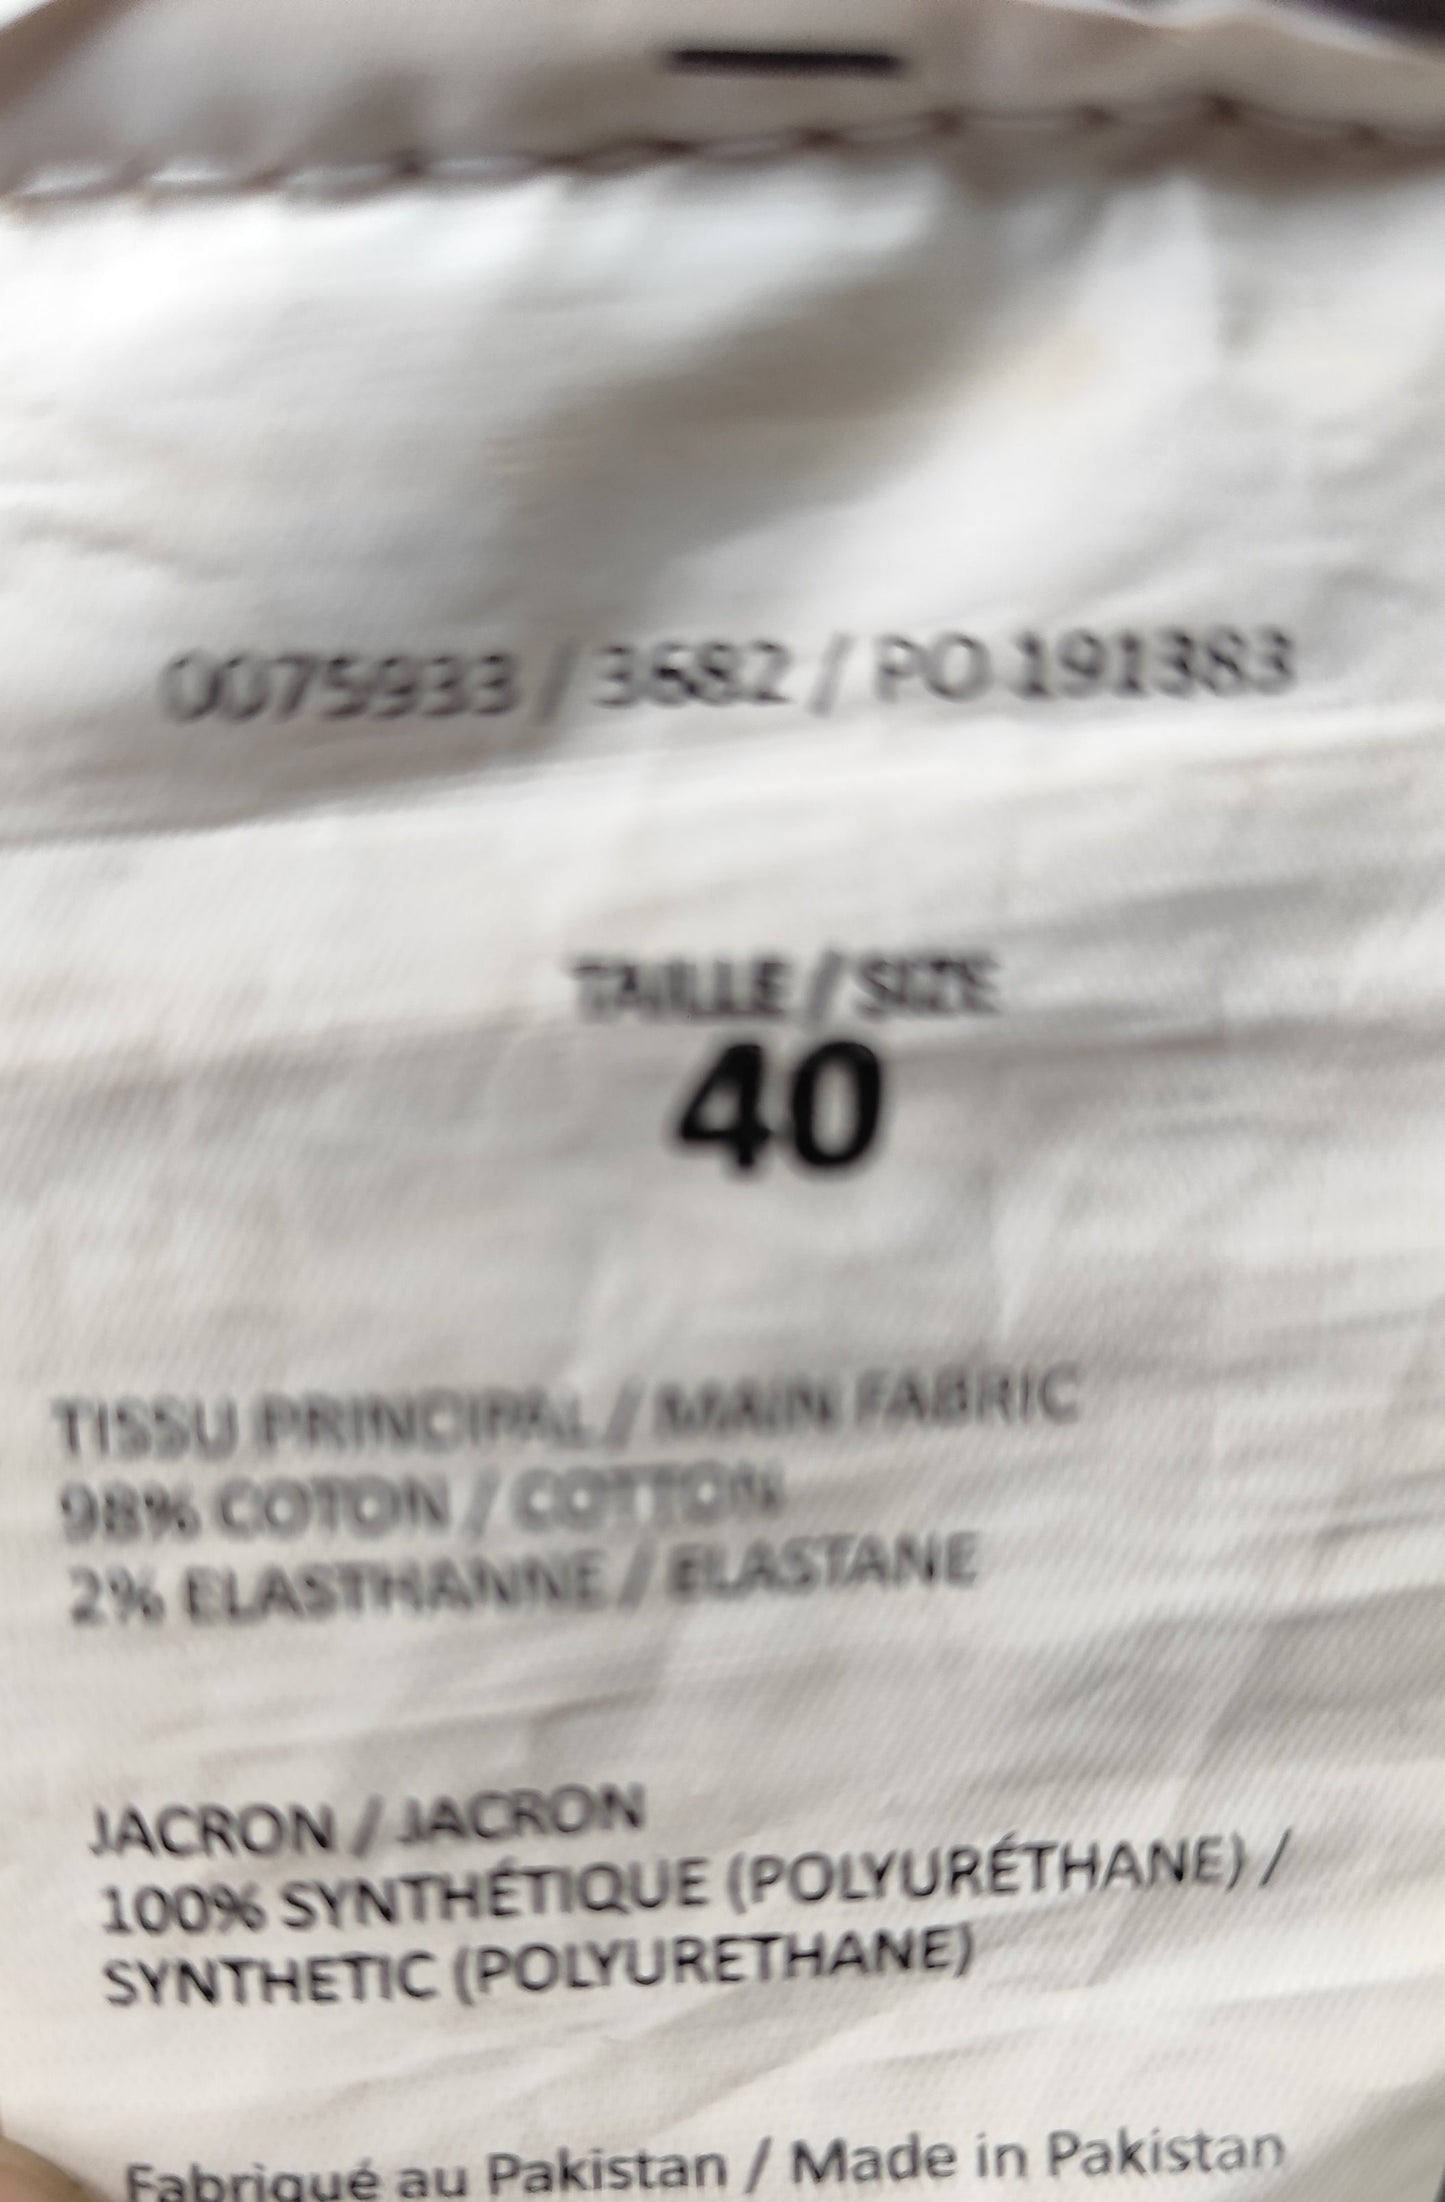 0075933 / 3682 / PO 191383
TAILLE / SIZE
40
TISSU PRINCIPAL / MAIN FABRIC
98% COTON / COTTON
2% ELASTHANNE / ELASTANE
JACRON / JACRON
100% SYNTHÉTIQUE (POLYURÉTHANE) /
SYNTHETIC (POLYURETHANE)
Fabriqué au Pakistan / Made in Pakistan